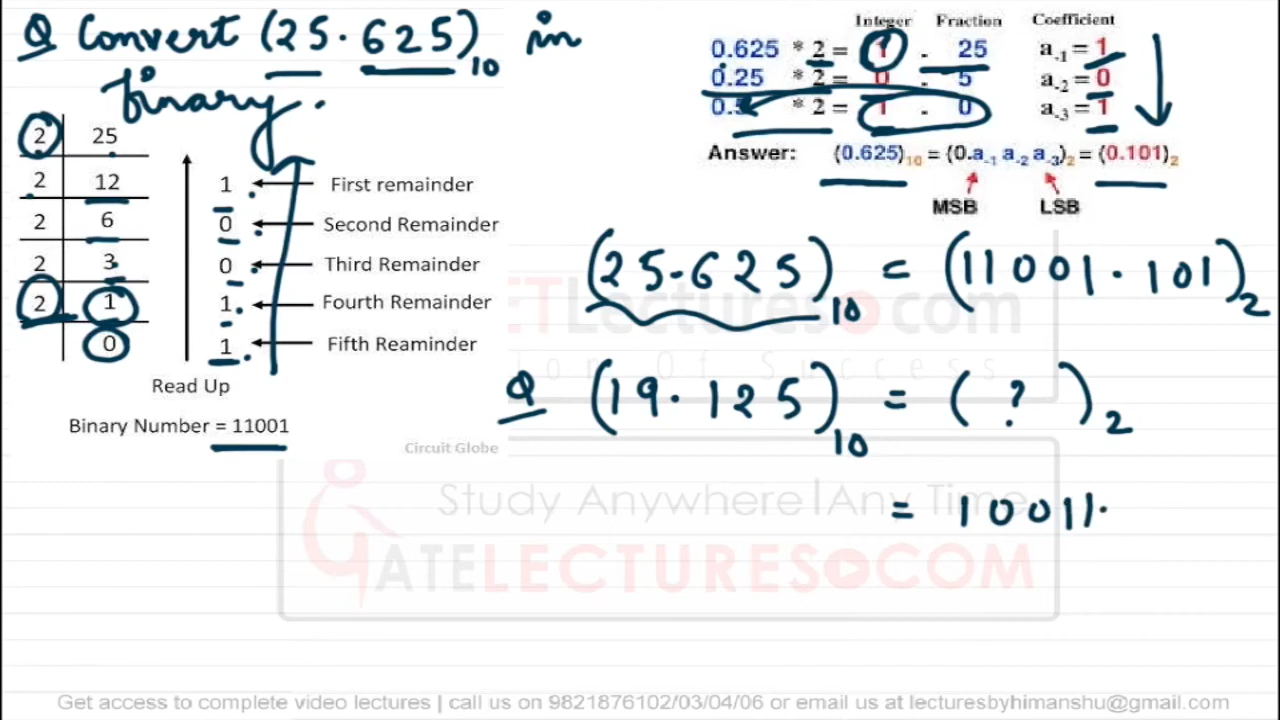 Q Convert (25.625)10 in
binary.
2 25
2 12 1 First remainder
2 6 0 Second Remainder
2 3 0 Third Remainder
2 1 1 Fourth Remainder
0 1 Fifth Reaminder
Read Up
Binary Number = 11001
Circuit Globe
Integer Fraction Coefficient
0.625 * 2 = 1 . 25 a-1 = 1
0.25 * 2 = 0 . 5 a-2 = 0
0.5 * 2 = 1 . 0 a-3 = 1
Answer: (0.625)10 = (0.a-1 a-2 a-3)2 = (0.101)2
MSB LSB
(25.625)10 = (11001.101)2
Q (19.125)10 = ( ? )2
= 10011.
Study Anywhere|Any Time
GATELECTURES.COM
Get access to complete video lectures | call us on 9821876102/03/04/06 or email us at lecturesbyhimanshu@gmail.com